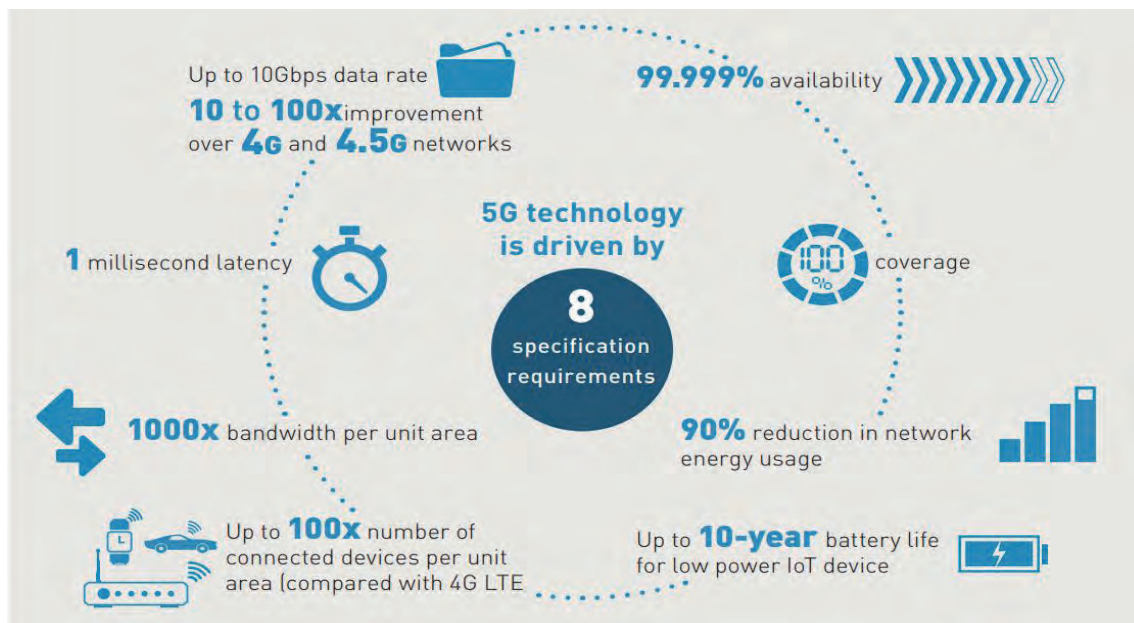 Up to 10Gbps data rate
10 to 100x improvement
over 4G and 4.5G networks
99.999% availability
5G technology
is driven by
8
specification
requirements
1 millisecond latency
100
%
coverage
1000x bandwidth per unit area
90% reduction in network
energy usage
Up to 100x number of
connected devices per unit
area (compared with 4G LTE
Up to 10-year battery life
for low power IoT device